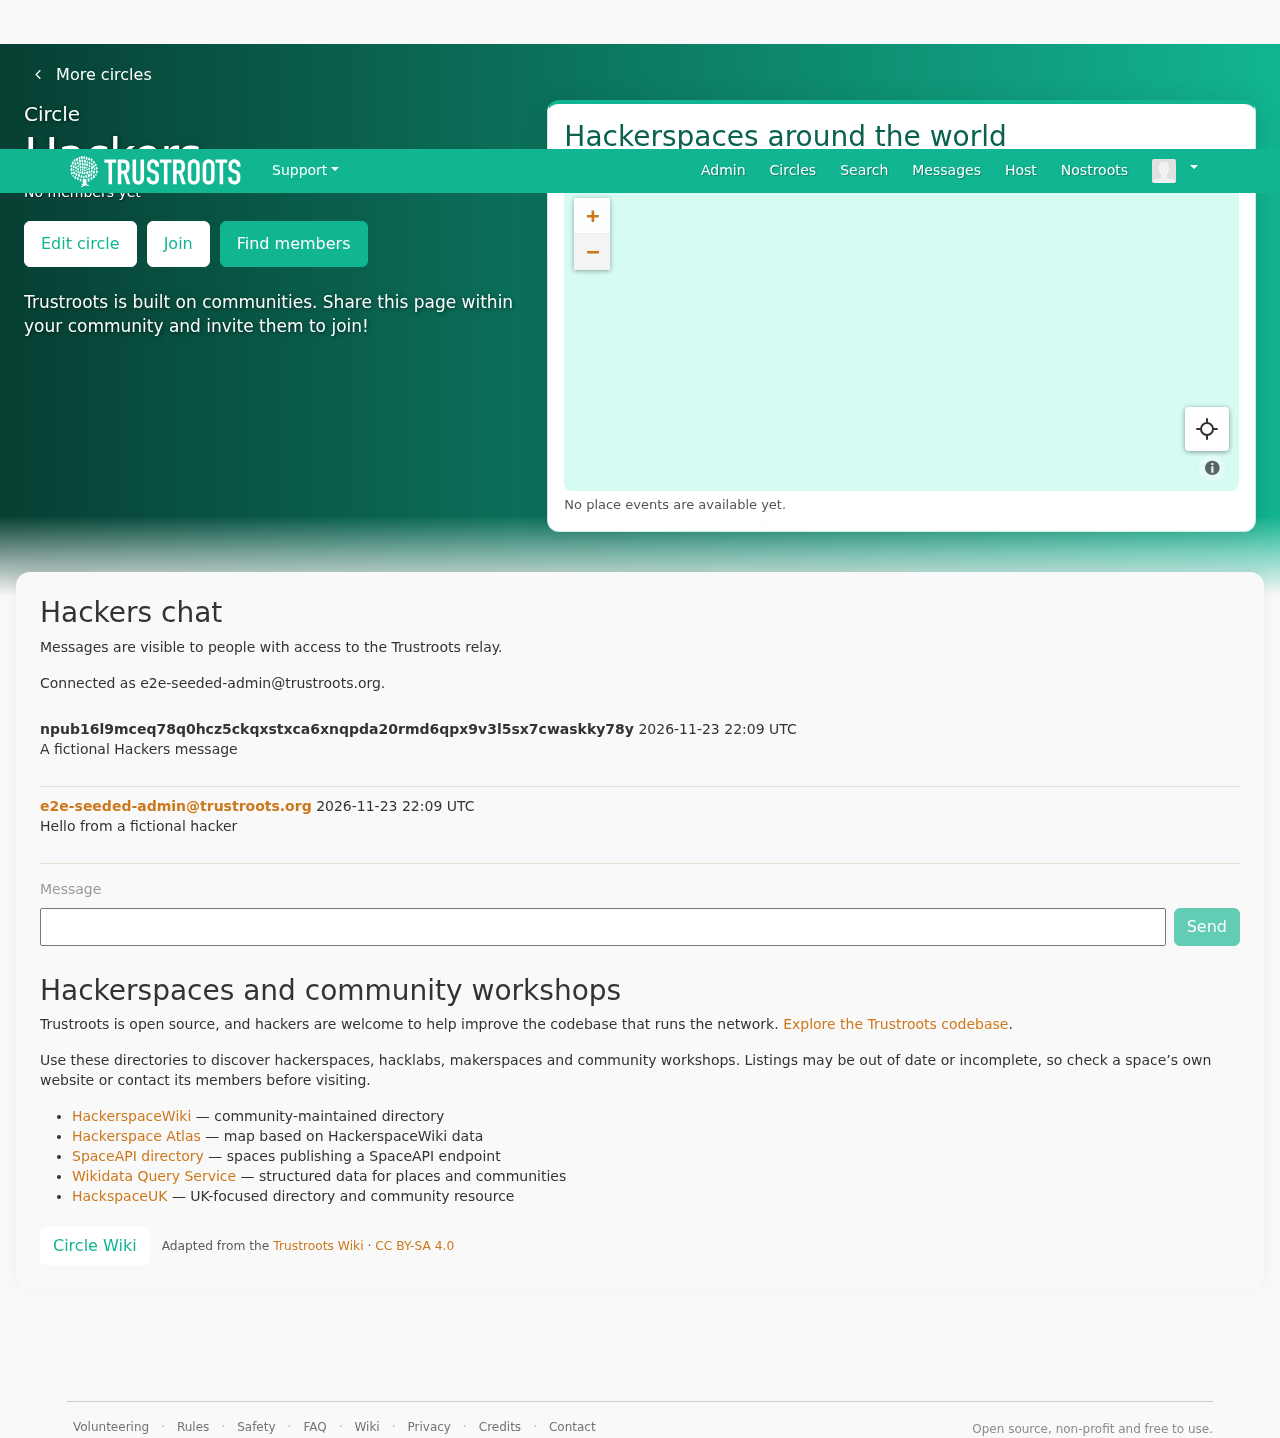 More circles
Circle
Hackers
TRUSTROOTS
Support
Admin
Circles
Search
Messages
Host
Nostroots
No members yet
Edit circle
Join
Find members
Trustroots is built on communities. Share this page within
your community and invite them to join!
Hackerspaces around the world
+
−
No place events are available yet.
Hackers chat
Messages are visible to people with access to the Trustroots relay.
Connected as e2e-seeded-admin@trustroots.org.
npub16l9mceq78q0hcz5ckqxstxca6xnqpda20rmd6qpx9v3l5sx7cwaskky78y 2026-11-23 22:09 UTC
A fictional Hackers message
e2e-seeded-admin@trustroots.org 2026-11-23 22:09 UTC
Hello from a fictional hacker
Message
Send
Hackerspaces and community workshops
Trustroots is open source, and hackers are welcome to help improve the codebase that runs the network. Explore the Trustroots codebase.
Use these directories to discover hackerspaces, hacklabs, makerspaces and community workshops. Listings may be out of date or incomplete, so check a space’s own
website or contact its members before visiting.
• HackerspaceWiki — community-maintained directory
• Hackerspace Atlas — map based on HackerspaceWiki data
• SpaceAPI directory — spaces publishing a SpaceAPI endpoint
• Wikidata Query Service — structured data for places and communities
• HackspaceUK — UK-focused directory and community resource
Circle Wiki
Adapted from the Trustroots Wiki · CC BY-SA 4.0
Volunteering · Rules · Safety · FAQ · Wiki · Privacy · Credits · Contact
Open source, non-profit and free to use.